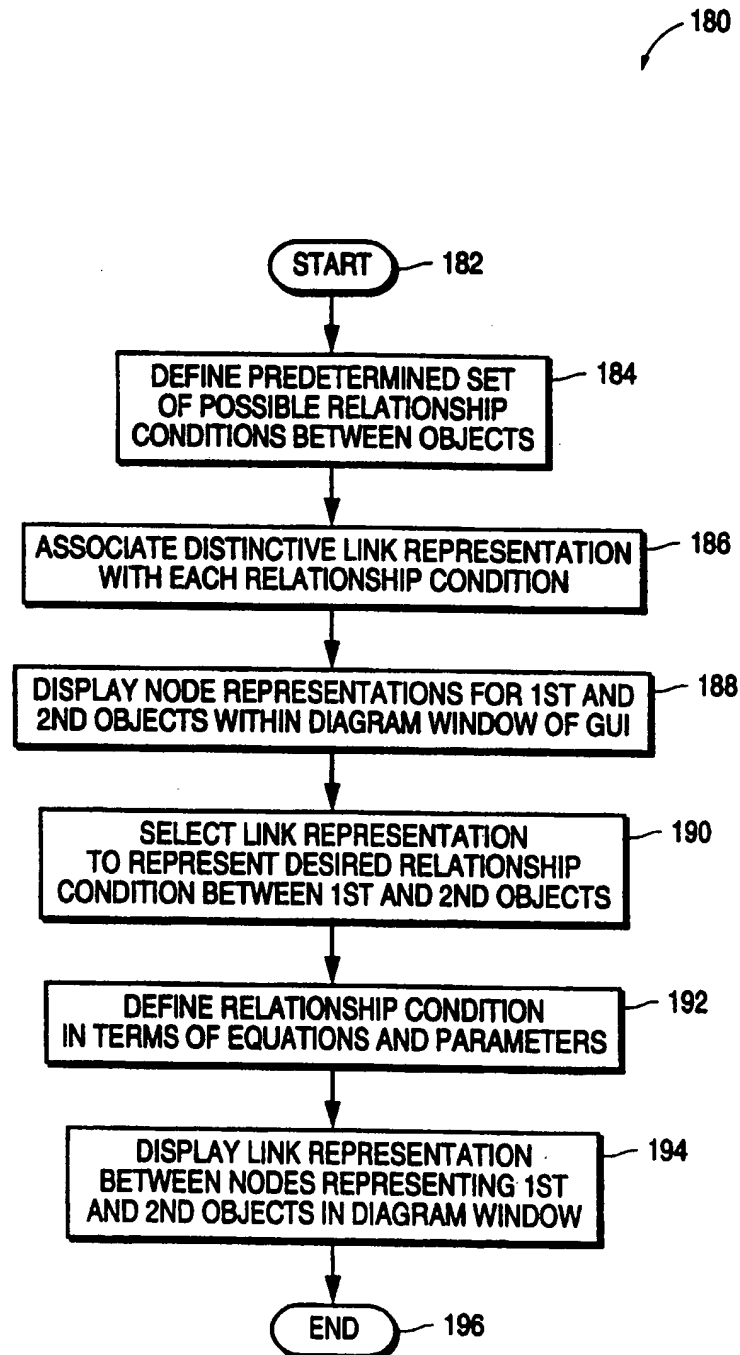 180
START
182
DEFINE PREDETERMINED SET
OF POSSIBLE RELATIONSHIP
CONDITIONS BETWEEN OBJECTS
184
ASSOCIATE DISTINCTIVE LINK REPRESENTATION
WITH EACH RELATIONSHIP CONDITION
186
DISPLAY NODE REPRESENTATIONS FOR 1ST AND
2ND OBJECTS WITHIN DIAGRAM WINDOW OF GUI
188
SELECT LINK REPRESENTATION
TO REPRESENT DESIRED RELATIONSHIP
CONDITION BETWEEN 1ST AND 2ND OBJECTS
190
DEFINE RELATIONSHIP CONDITION
IN TERMS OF EQUATIONS AND PARAMETERS
192
DISPLAY LINK REPRESENTATION
BETWEEN NODES REPRESENTING 1ST
AND 2ND OBJECTS IN DIAGRAM WINDOW
194
END
196